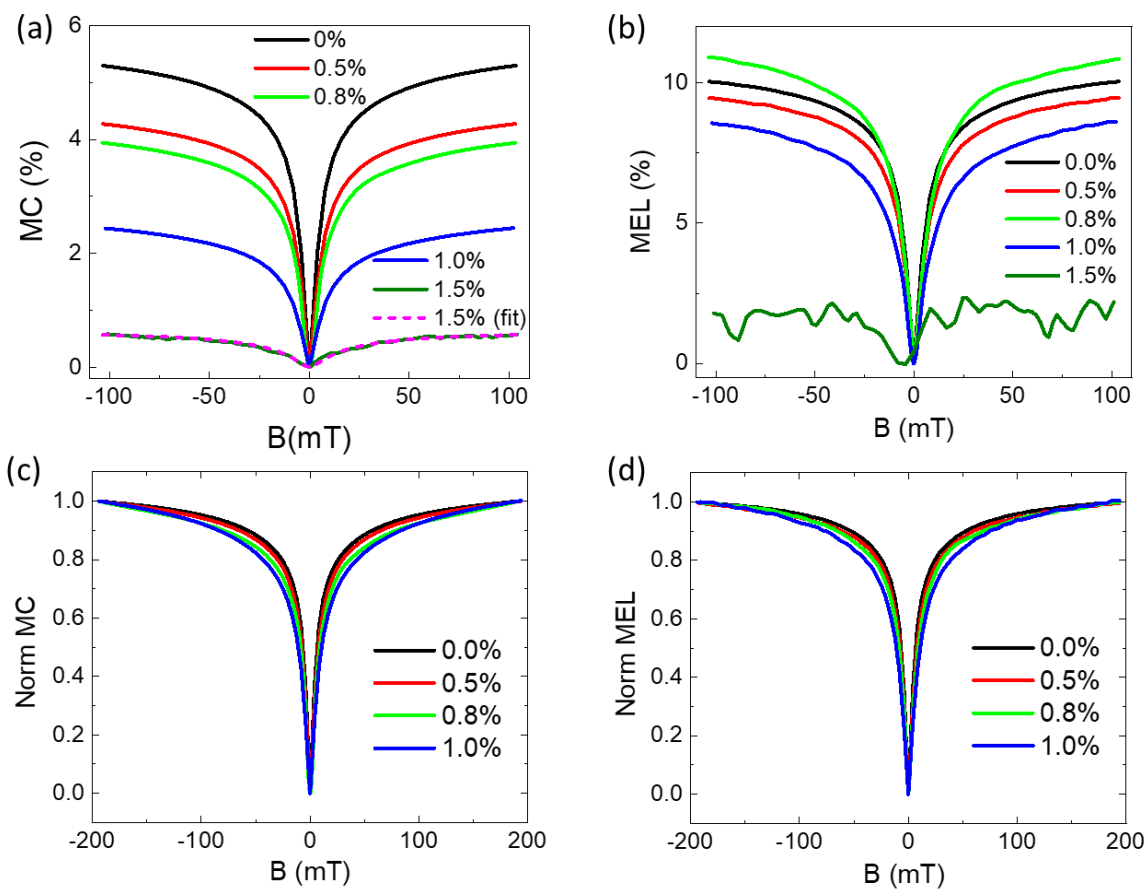 (a)
MC (%)
6
4
2
0
0%
0.5%
0.8%
1.0%
1.5%
1.5% (fit)
-100 -50 0 50 100
B(mT)
(b)
MEL (%)
10
5
0
0.0%
0.5%
0.8%
1.0%
1.5%
-100 -50 0 50 100
B (mT)
(c)
Norm MC
1.0
0.8
0.6
0.4
0.2
0.0
0.0%
0.5%
0.8%
1.0%
-200 -100 0 100 200
B (mT)
(d)
Norm MEL
1.0
0.8
0.6
0.4
0.2
0.0
0.0%
0.5%
0.8%
1.0%
-200 -100 0 100 200
B (mT)